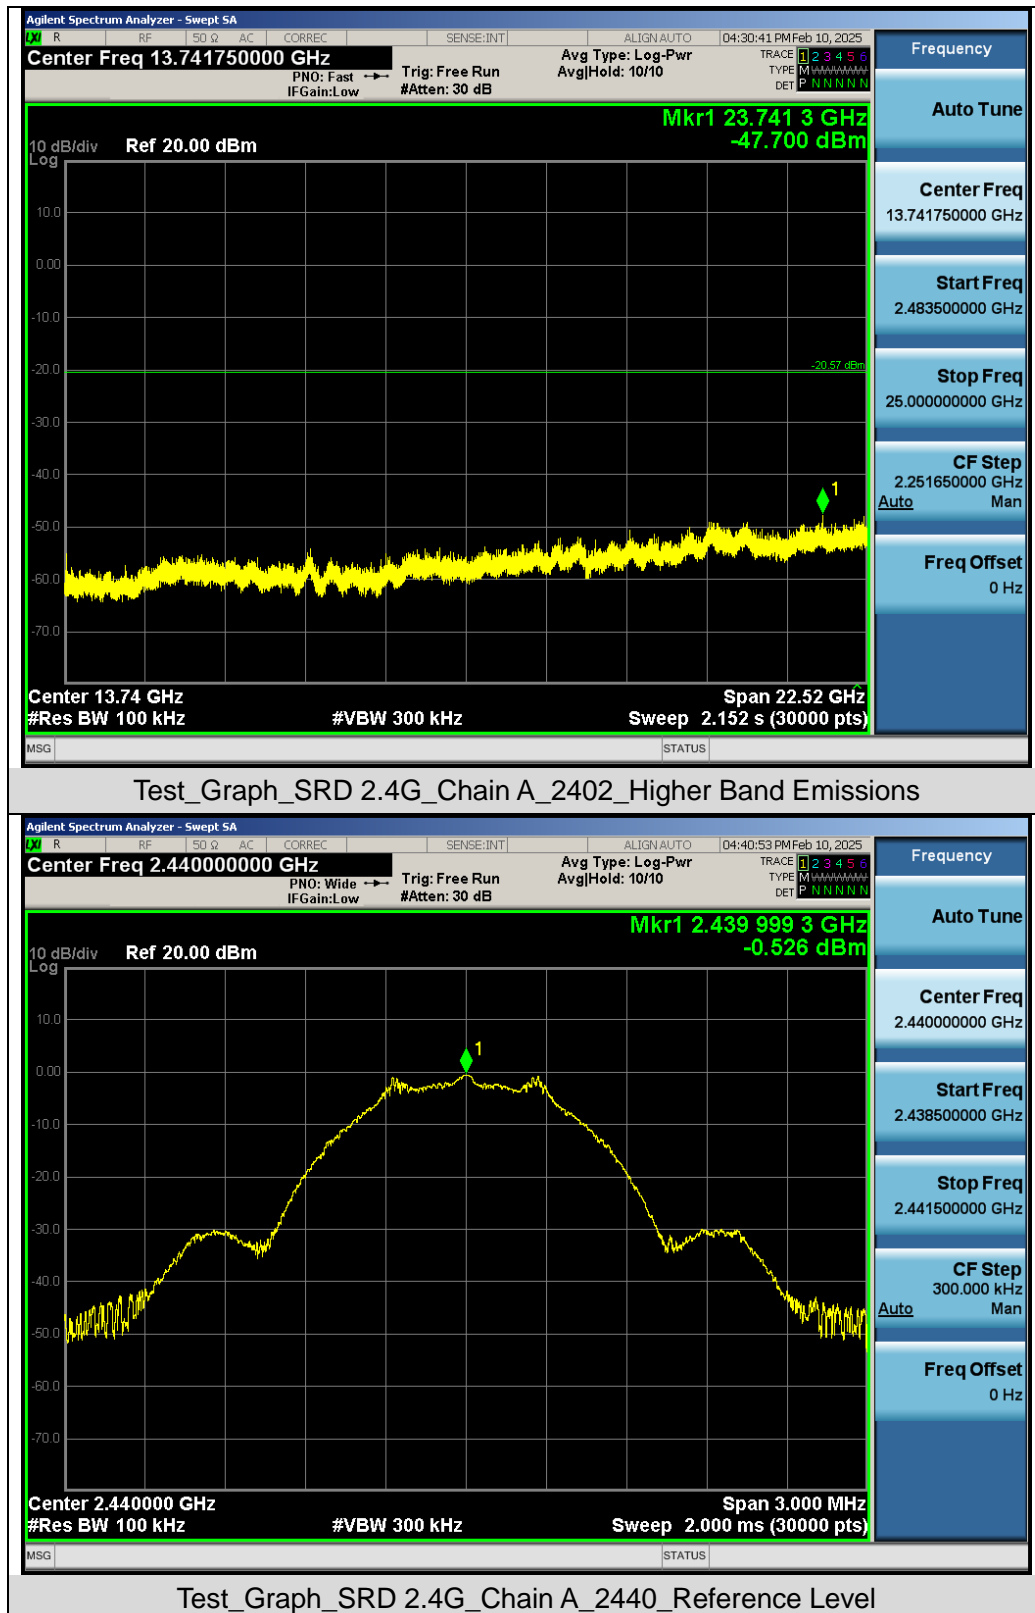 Agilent Spectrum Analyzer - Swept SA
LXI R RF 50 Ω AC CORREC SENSE:INT ALIGN AUTO 04:30:41 PM Feb 10, 2025
Center Freq 13.741750000 GHz
PNO: Fast
IFGain:Low
Trig: Free Run
#Atten: 30 dB
Avg Type: Log-Pwr
Avg|Hold: 10/10
TRACE 1 2 3 4 5 6
TYPE M
DET P N N N N N
Mkr1 23.741 3 GHz
-47.700 dBm
10 dB/div Ref 20.00 dBm
Log
10.0
0.00
-10.0
-20.0
-20.57 dBm
-30.0
-40.0
1
-50.0
-60.0
-70.0
Center 13.74 GHz Span 22.52 GHz
#Res BW 100 kHz #VBW 300 kHz Sweep 2.152 s (30000 pts)
MSG STATUS
Frequency
Auto Tune
Center Freq
13.741750000 GHz
Start Freq
2.483500000 GHz
Stop Freq
25.000000000 GHz
CF Step
2.251650000 GHz
Auto Man
Freq Offset
0 Hz
Test_Graph_SRD 2.4G_Chain A_2402_Higher Band Emissions
Agilent Spectrum Analyzer - Swept SA
LXI R RF 50 Ω AC CORREC SENSE:INT ALIGN AUTO 04:40:53 PM Feb 10, 2025
Center Freq 2.440000000 GHz
PNO: Wide
IFGain:Low
Trig: Free Run
#Atten: 30 dB
Avg Type: Log-Pwr
Avg|Hold: 10/10
TRACE 1 2 3 4 5 6
TYPE M
DET P N N N N N
Mkr1 2.439 999 3 GHz
-0.526 dBm
10 dB/div Ref 20.00 dBm
Log
10.0
1
0.00
-10.0
-20.0
-30.0
-40.0
-50.0
-60.0
-70.0
Center 2.440000 GHz Span 3.000 MHz
#Res BW 100 kHz #VBW 300 kHz Sweep 2.000 ms (30000 pts)
MSG STATUS
Frequency
Auto Tune
Center Freq
2.440000000 GHz
Start Freq
2.438500000 GHz
Stop Freq
2.441500000 GHz
CF Step
300.000 kHz
Auto Man
Freq Offset
0 Hz
Test_Graph_SRD 2.4G_Chain A_2440_Reference Level